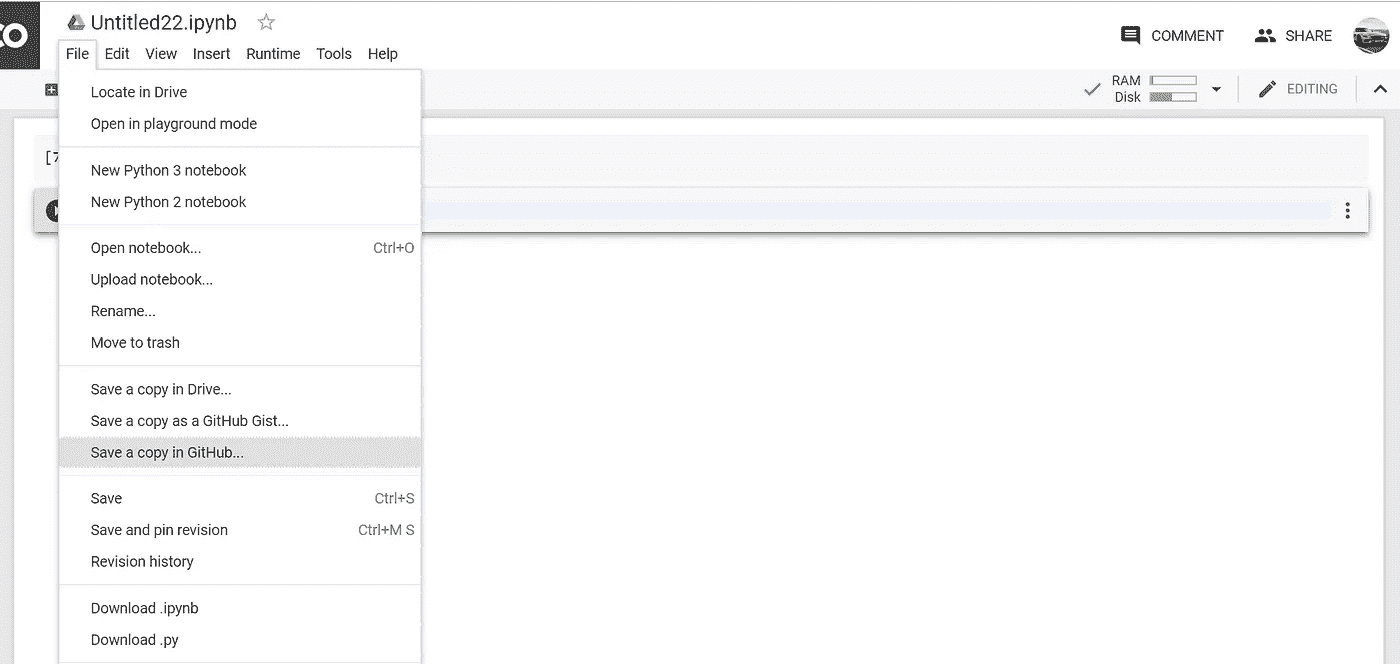 CO
Untitled22.ipynb
File Edit View Insert Runtime Tools Help
COMMENT
SHARE
RAM
Disk
EDITING
Locate in Drive
Open in playground mode
[7
New Python 3 notebook
New Python 2 notebook
Open notebook... Ctrl+O
Upload notebook...
Rename...
Move to trash
Save a copy in Drive...
Save a copy as a GitHub Gist...
Save a copy in GitHub...
Save Ctrl+S
Save and pin revision Ctrl+M S
Revision history
Download .ipynb
Download .py